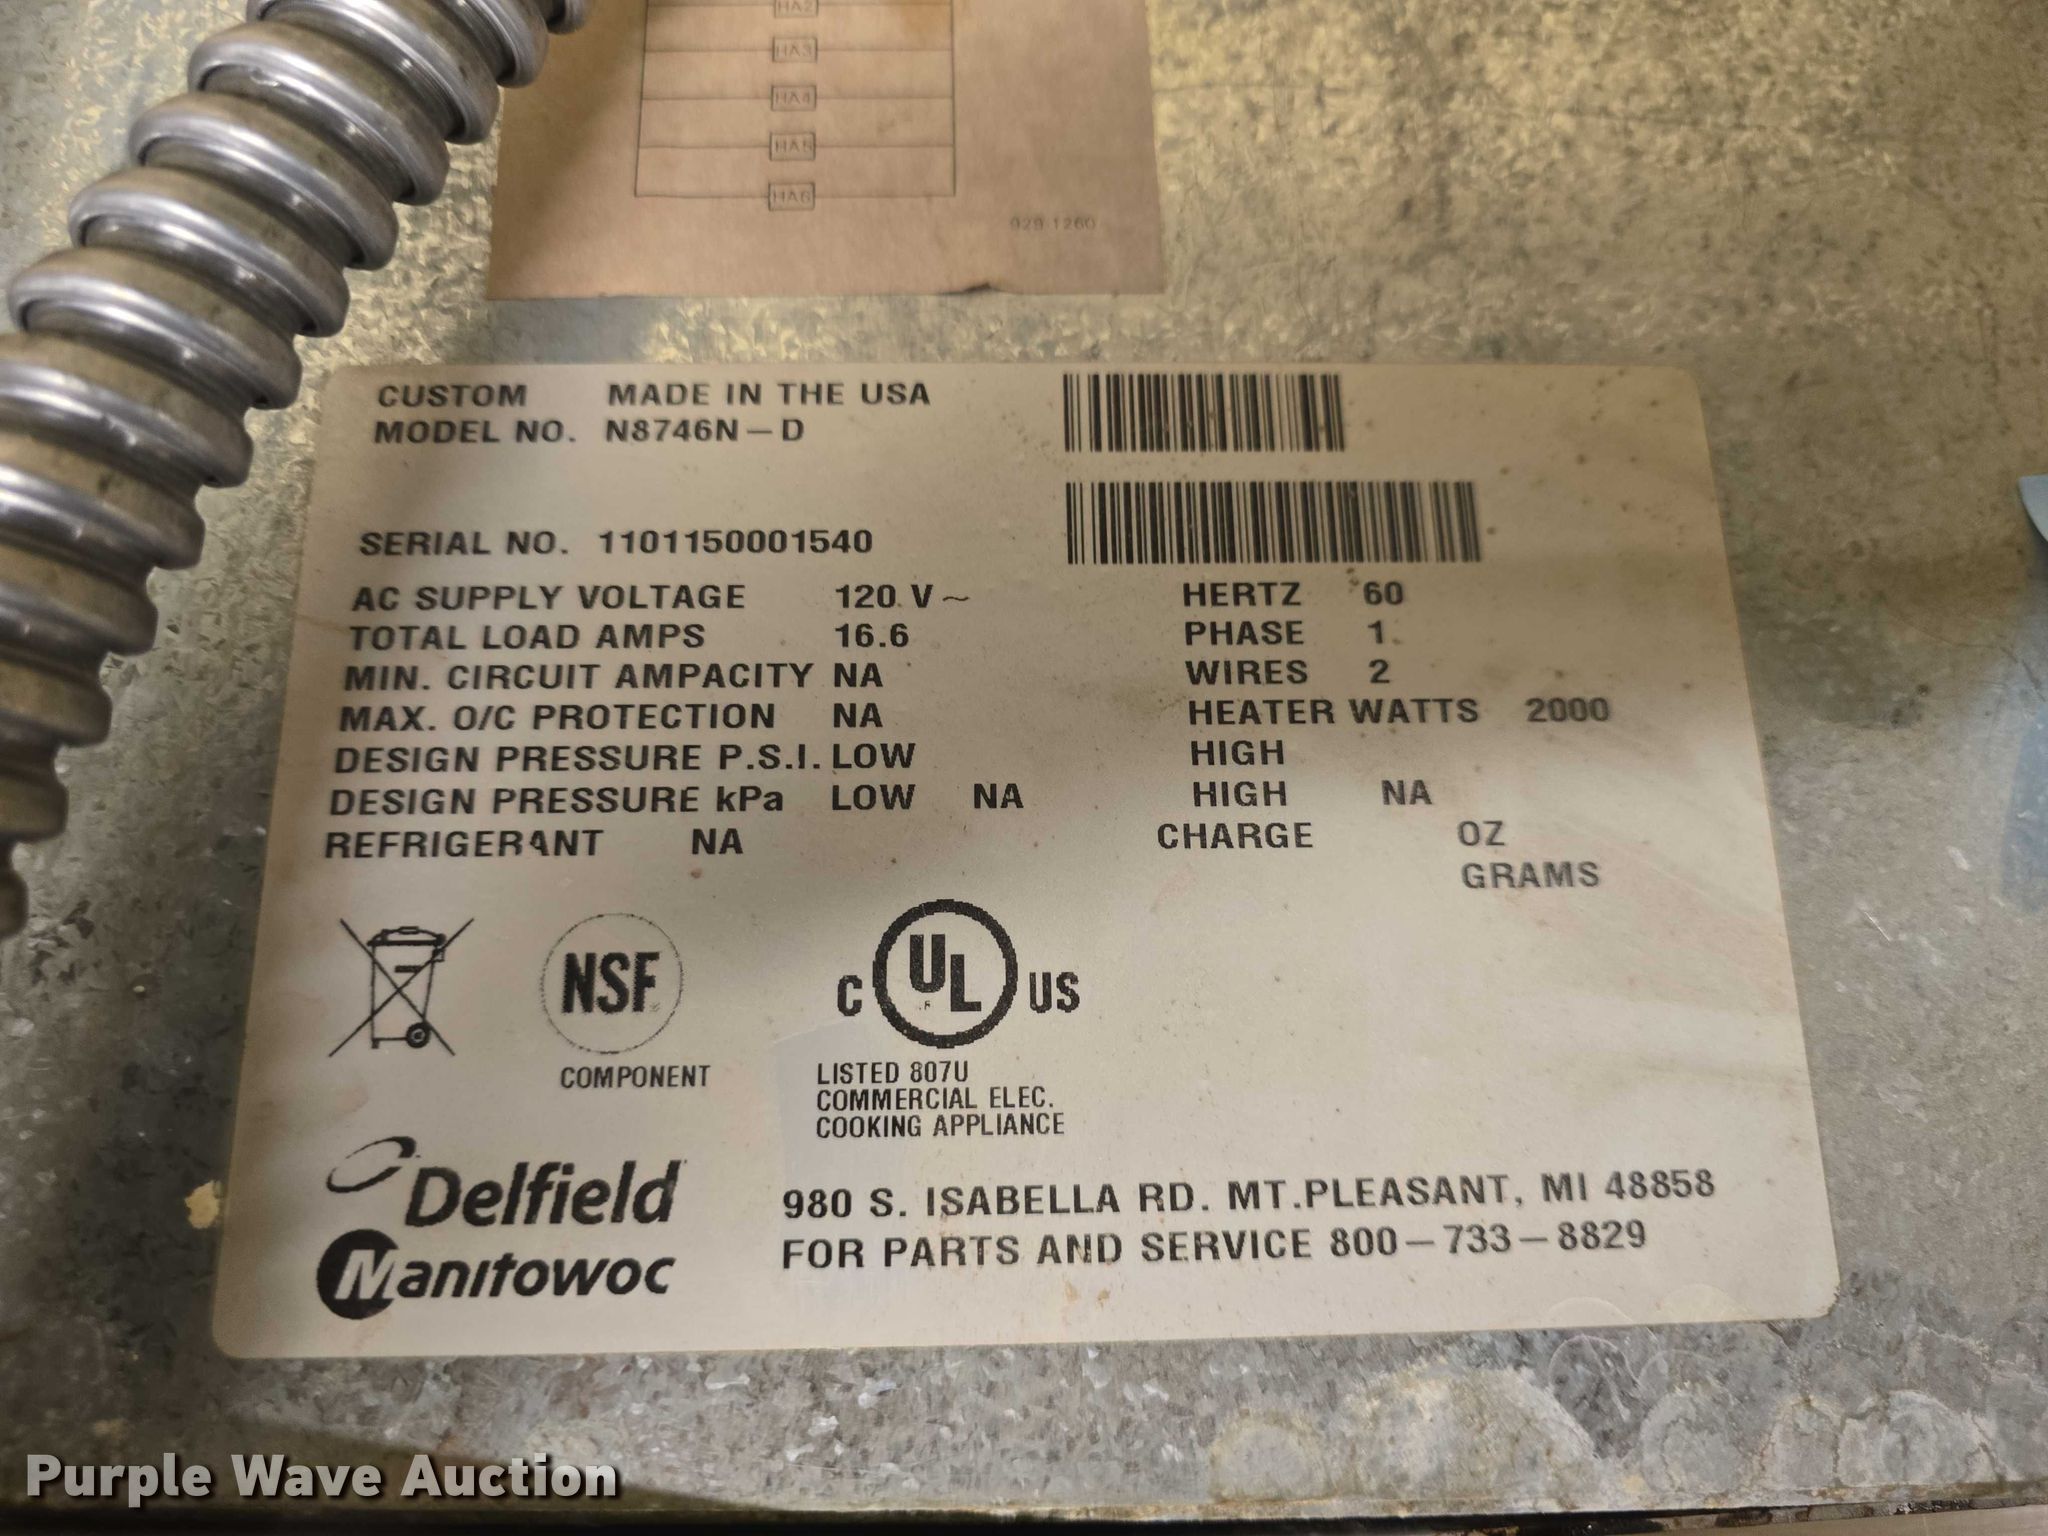 HA2
HA3
HA4
HA5
HA6
929 1260
CUSTOM MADE IN THE USA
MODEL NO. N8746N-D
SERIAL NO. 1101150001540
AC SUPPLY VOLTAGE 120 V~ HERTZ 60
TOTAL LOAD AMPS 16.6 PHASE 1
MIN. CIRCUIT AMPACITY NA WIRES 2
MAX. O/C PROTECTION NA HEATER WATTS 2000
DESIGN PRESSURE P.S.I. LOW HIGH
DESIGN PRESSURE kPa LOW NA HIGH NA
REFRIGERANT NA CHARGE OZ
GRAMS
NSF
COMPONENT
C UL US
LISTED 807U
COMMERCIAL ELEC.
COOKING APPLIANCE
Delfield
Manitowoc
980 S. ISABELLA RD. MT.PLEASANT, MI 48858
FOR PARTS AND SERVICE 800-733-8829
Purple Wave Auction